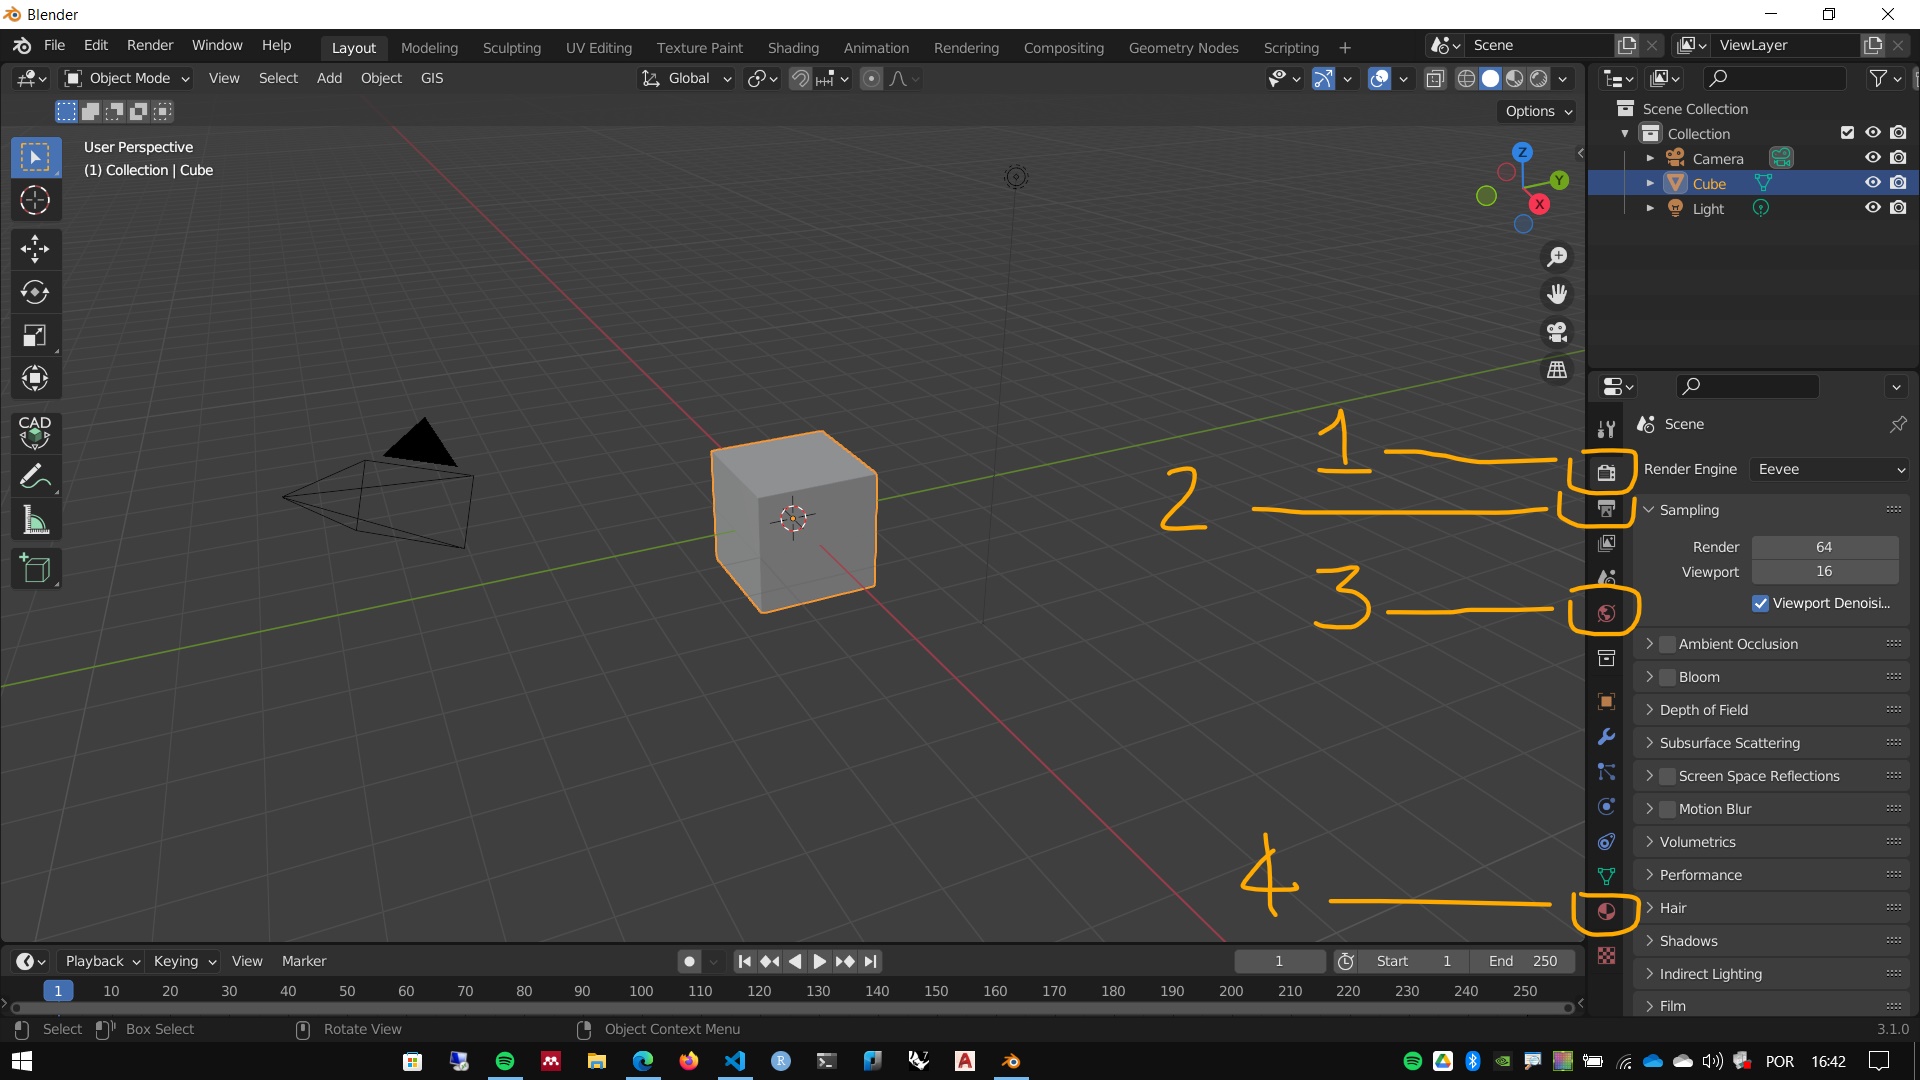 Blender
File Edit Render Window Help Layout Modeling Sculpting UV Editing Texture Paint Shading Animation Rendering Compositing Geometry Nodes Scripting + Scene ViewLayer
Object Mode View Select Add Object GIS Global
Options
User Perspective
(1) Collection | Cube
Z
Y
X
Scene Collection
Collection
Camera
Cube
Light
CAD
1
2
3
4
Scene
Render Engine Eevee
Sampling
Render 64
Viewport 16
Viewport Denoisi...
Ambient Occlusion
Bloom
Depth of Field
Subsurface Scattering
Screen Space Reflections
Motion Blur
Volumetrics
Performance
Hair
Shadows
Indirect Lighting
Film
Playback Keying View Marker 1 Start 1 End 250
1 10 20 30 40 50 60 70 80 90 100 110 120 130 140 150 160 170 180 190 200 210 220 230 240 250
Select Box Select Rotate View Object Context Menu 3.1.0
R 7 A POR 16:42